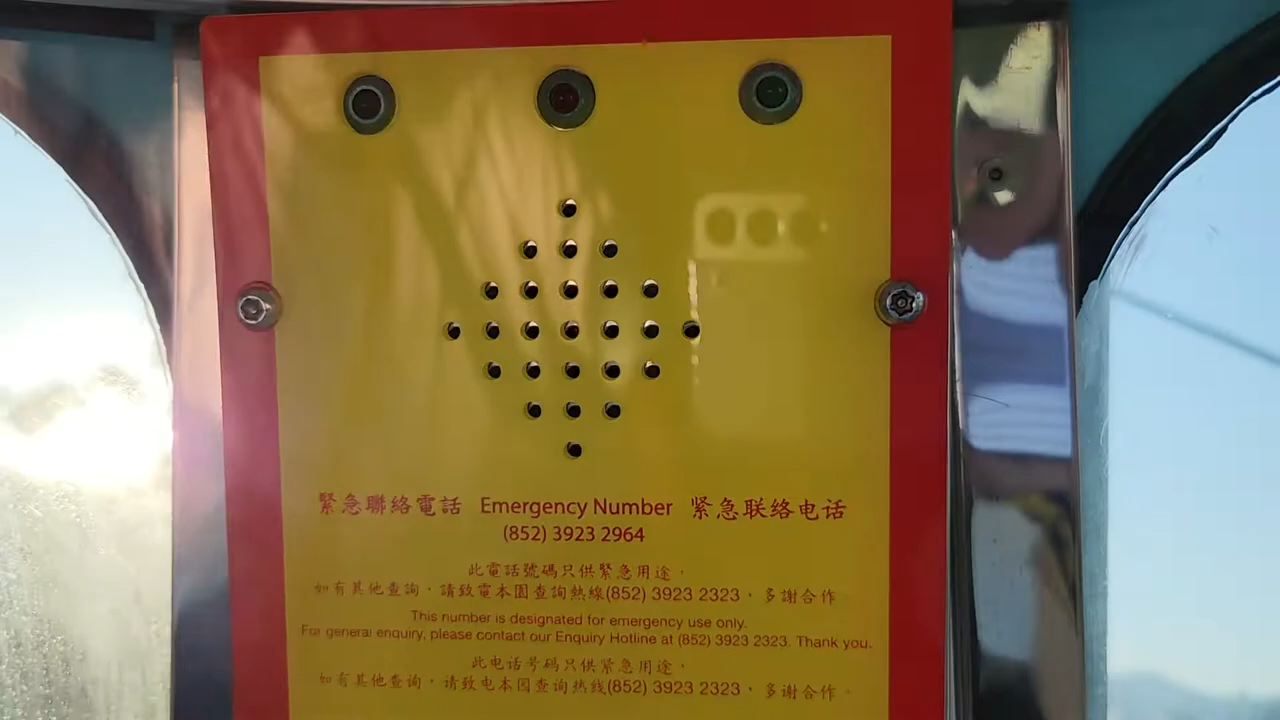 緊急聯絡電話 Emergency Number 紧急联络电话
(852) 3923 2964
此電話號碼只供緊急用途，
如有其他查詢，請致電本園查詢熱線(852) 3923 2323，多謝合作。
This number is designated for emergency use only.
For general enquiry, please contact our Enquiry Hotline at (852) 3923 2323. Thank you.
此电话号码只供紧急用途，
如有其他查询，请致电本园查询热线(852) 3923 2323，多谢合作。